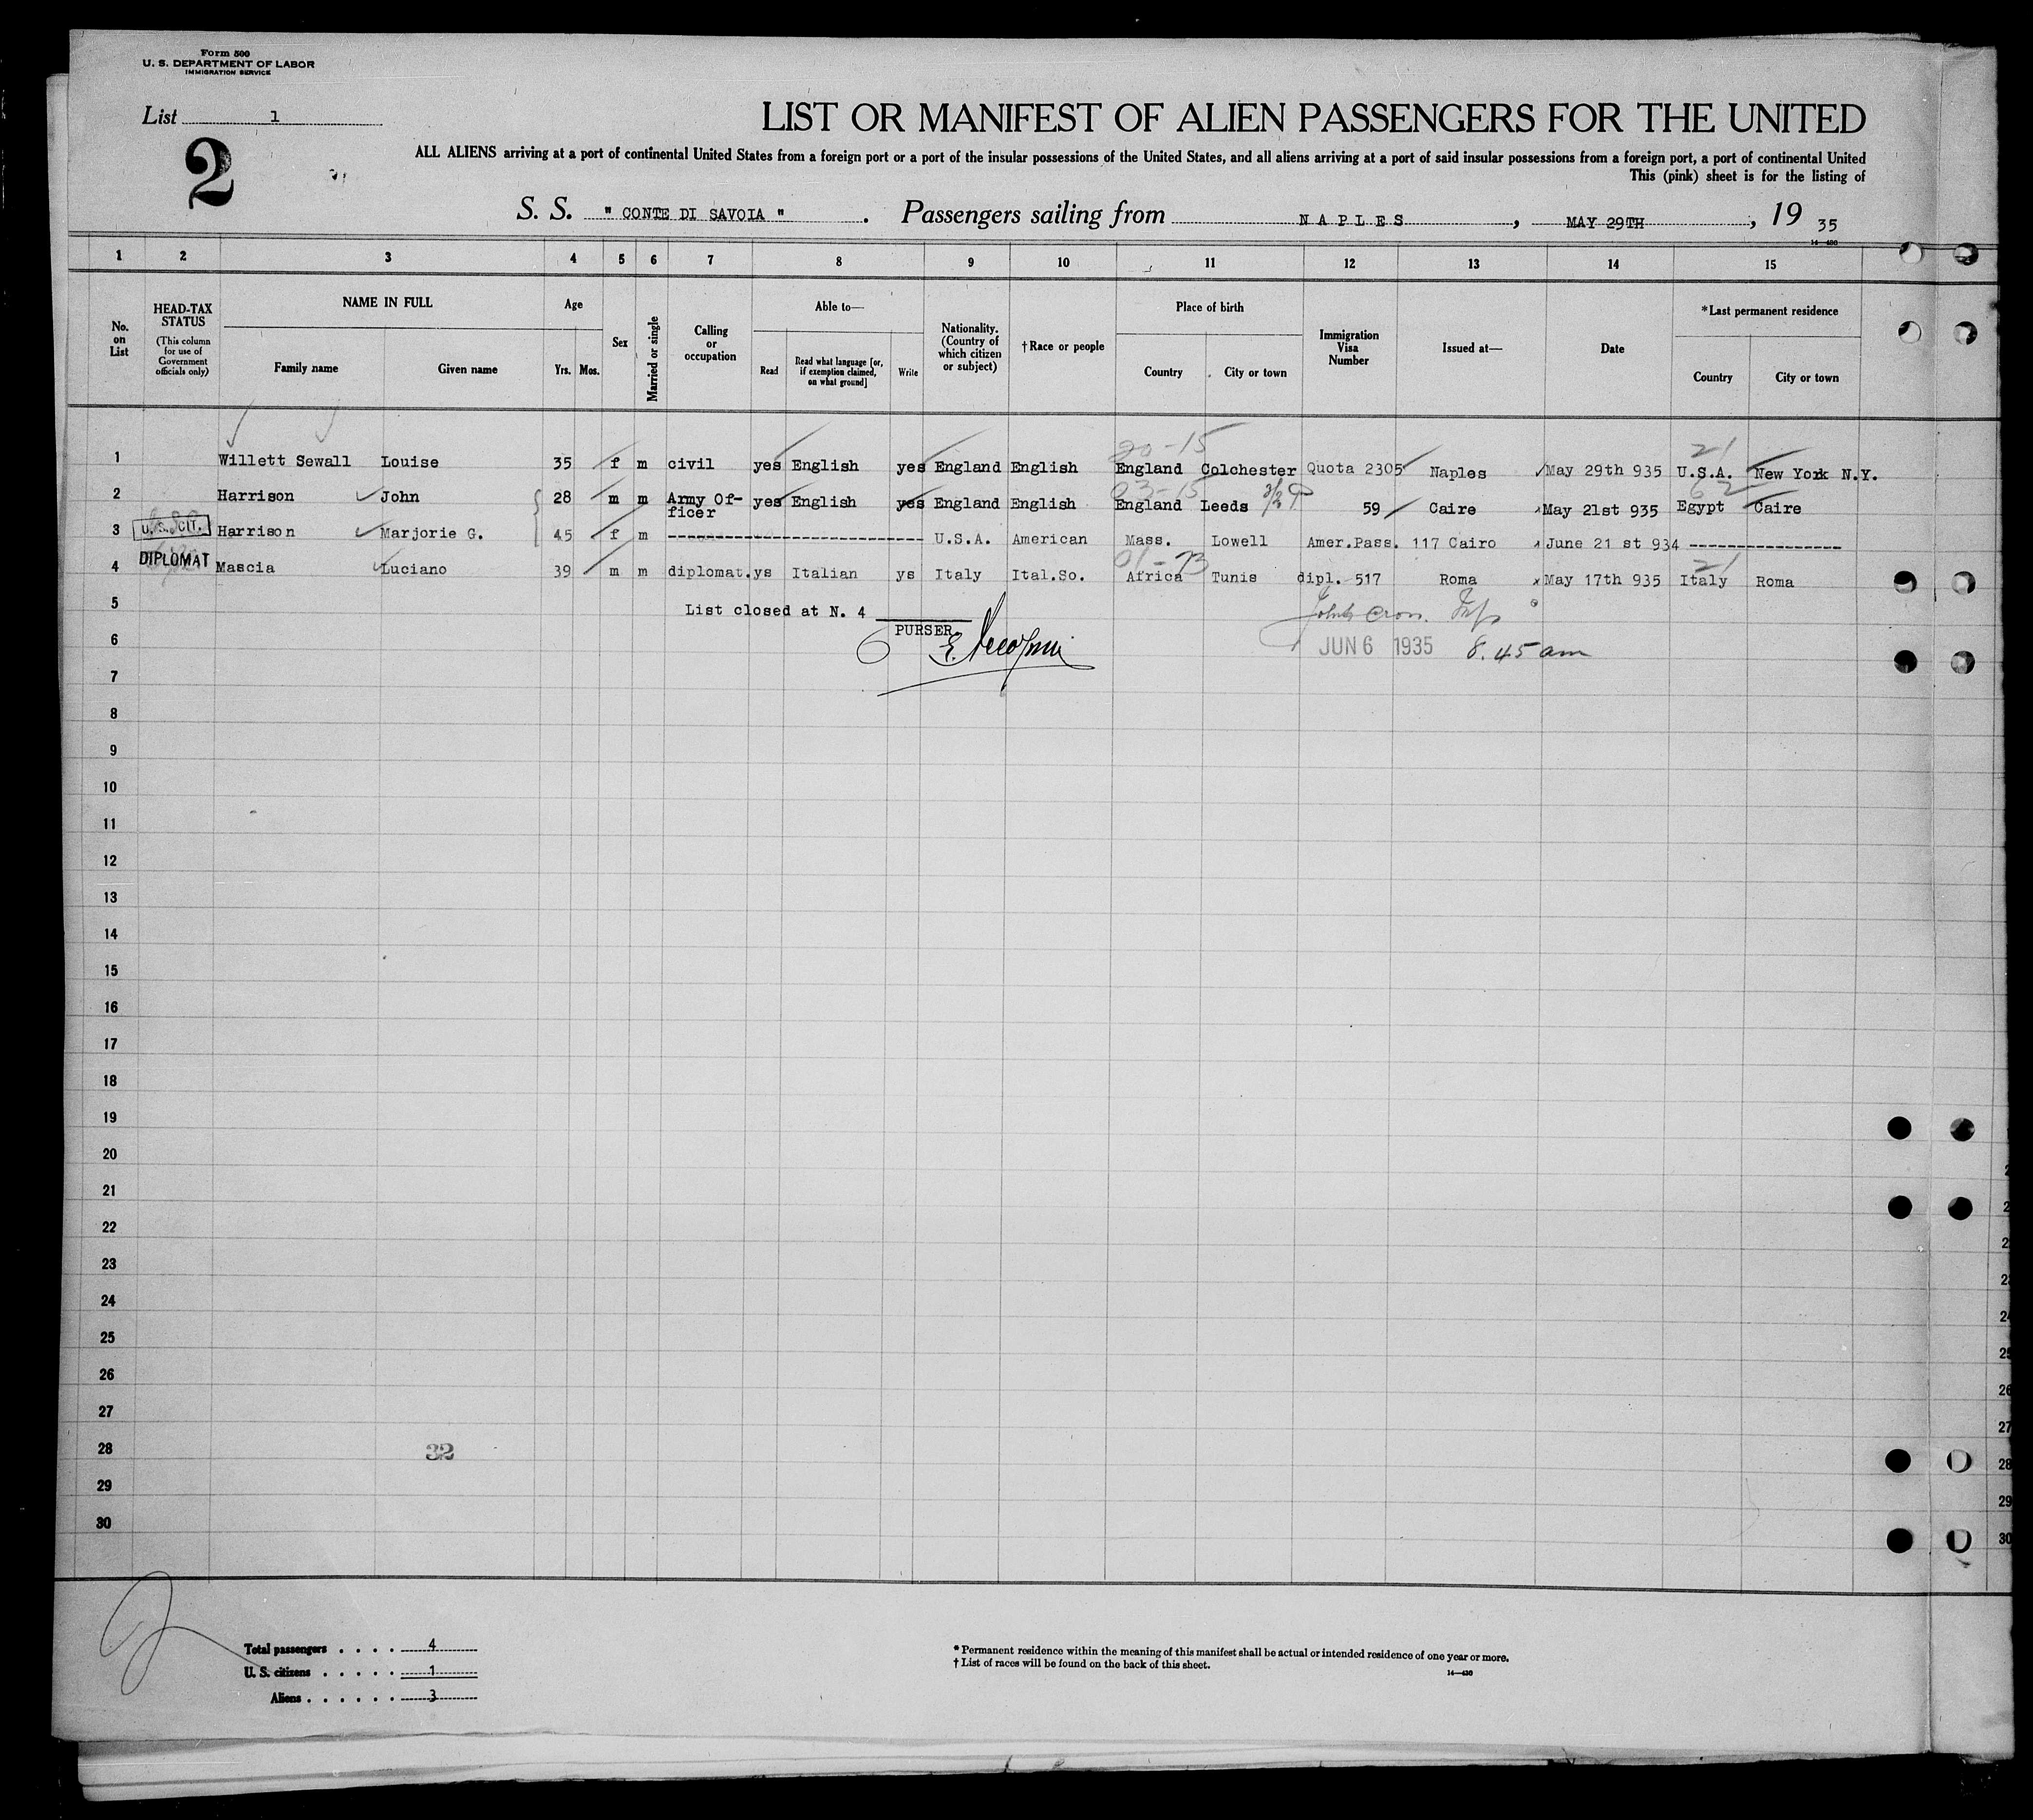 Form 500
U. S. DEPARTMENT OF LABOR
IMMIGRATION SERVICE
List 1
2
LIST OR MANIFEST OF ALIEN PASSENGERS FOR THE UNITED
ALL ALIENS arriving at a port of continental United States from a foreign port or a port of the insular possessions of the United States, and all aliens arriving at a port of said insular possessions from a foreign port, a port of continental United
This (pink) sheet is for the listing of
S. S. " CONTE DI SAVOIA " . Passengers sailing from NAPLES , MAY 29TH , 19 35
14—430
1 2 3 4 5 6 7 8 9 10 11 12 13 14 15
No. on List
HEAD-TAX STATUS
(This column for use of Government officials only)
NAME IN FULL
Family name Given name
Age
Yrs. Mos.
Sex
Married or single
Calling or occupation
Able to—
Read
Read what language [or, if exemption claimed, on what ground]
Write
Nationality. (Country of which citizen or subject)
†Race or people
Place of birth
Country City or town
Immigration Visa Number
Issued at—
Date
*Last permanent residence
Country City or town
20-15 21
1 Willett Sewall Louise 35 f m civil yes English yes England English England Colchester Quota 2305 Naples May 29th 935 U.S.A. New York N.Y.
03-15
2 Harrison John 28 m m Army Officer yes English yes England English England Leeds 59 Caire May 21st 935 Egypt Caire
3 U.S. CIT. Harrison Marjorie G. 45 f m -------------------------- U.S.A. American Mass. Lowell Amer.Pass. 117 Cairo June 21 st 934 ----------------
01-73 21
4 DIPLOMAT Mascia Luciano 39 m m diplomat. ys Italian ys Italy Ital.So. Africa Tunis dipl. 517 Roma May 17th 935 Italy Roma
5 List closed at N. 4
PURSER
6 JUN 6 1935 8.45 am
7
8
9
10
11
12
13
14
15
16
17
18
19
20
21
22
23
24
25
26
27
28 32
29
30
Total passengers . . . . 4
U. S. citizens . . . . . 1
Aliens . . . . . . 3
* Permanent residence within the meaning of this manifest shall be actual or intended residence of one year or more.
† List of races will be found on the back of this sheet.
14—430